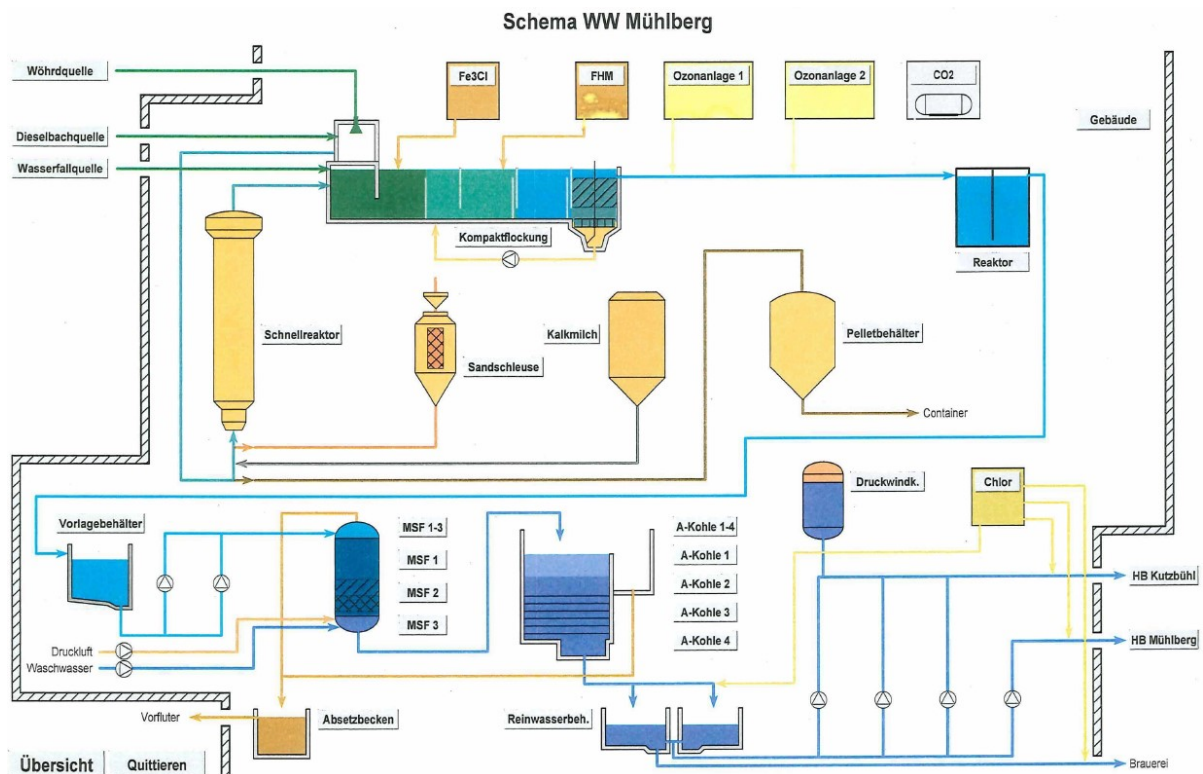 Schema WW Mühlberg
Wöhrdquelle
Fe3Cl
FHM
Ozonanlage 1
Ozonanlage 2
CO2
Gebäude
Dieselbachquelle
Wasserfallquelle
Kompaktflockung
Reaktor
Schnellreaktor
Sandschleuse
Kalkmilch
Pelletbehälter
Container
Vorlagebehälter
MSF 1-3
MSF 1
MSF 2
MSF 3
A-Kohle 1-4
A-Kohle 1
A-Kohle 2
A-Kohle 3
A-Kohle 4
Druckwindk.
Chlor
HB Kutzbühl
HB Mühlberg
Druckluft
Waschwasser
Vorfluter
Absetzbecken
Reinwasserbeh.
Brauerei
Übersicht
Quittieren